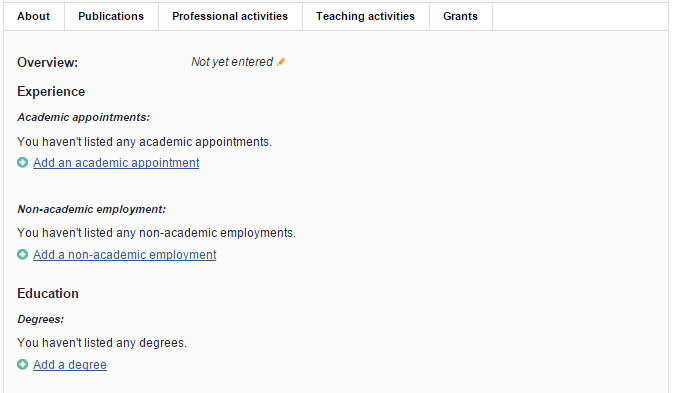 About Publications Professional activities Teaching activities Grants
Overview: Not yet entered
Experience
Academic appointments:
You haven't listed any academic appointments.
Add an academic appointment
Non-academic employment:
You haven't listed any non-academic employments.
Add a non-academic employment
Education
Degrees:
You haven't listed any degrees.
Add a degree